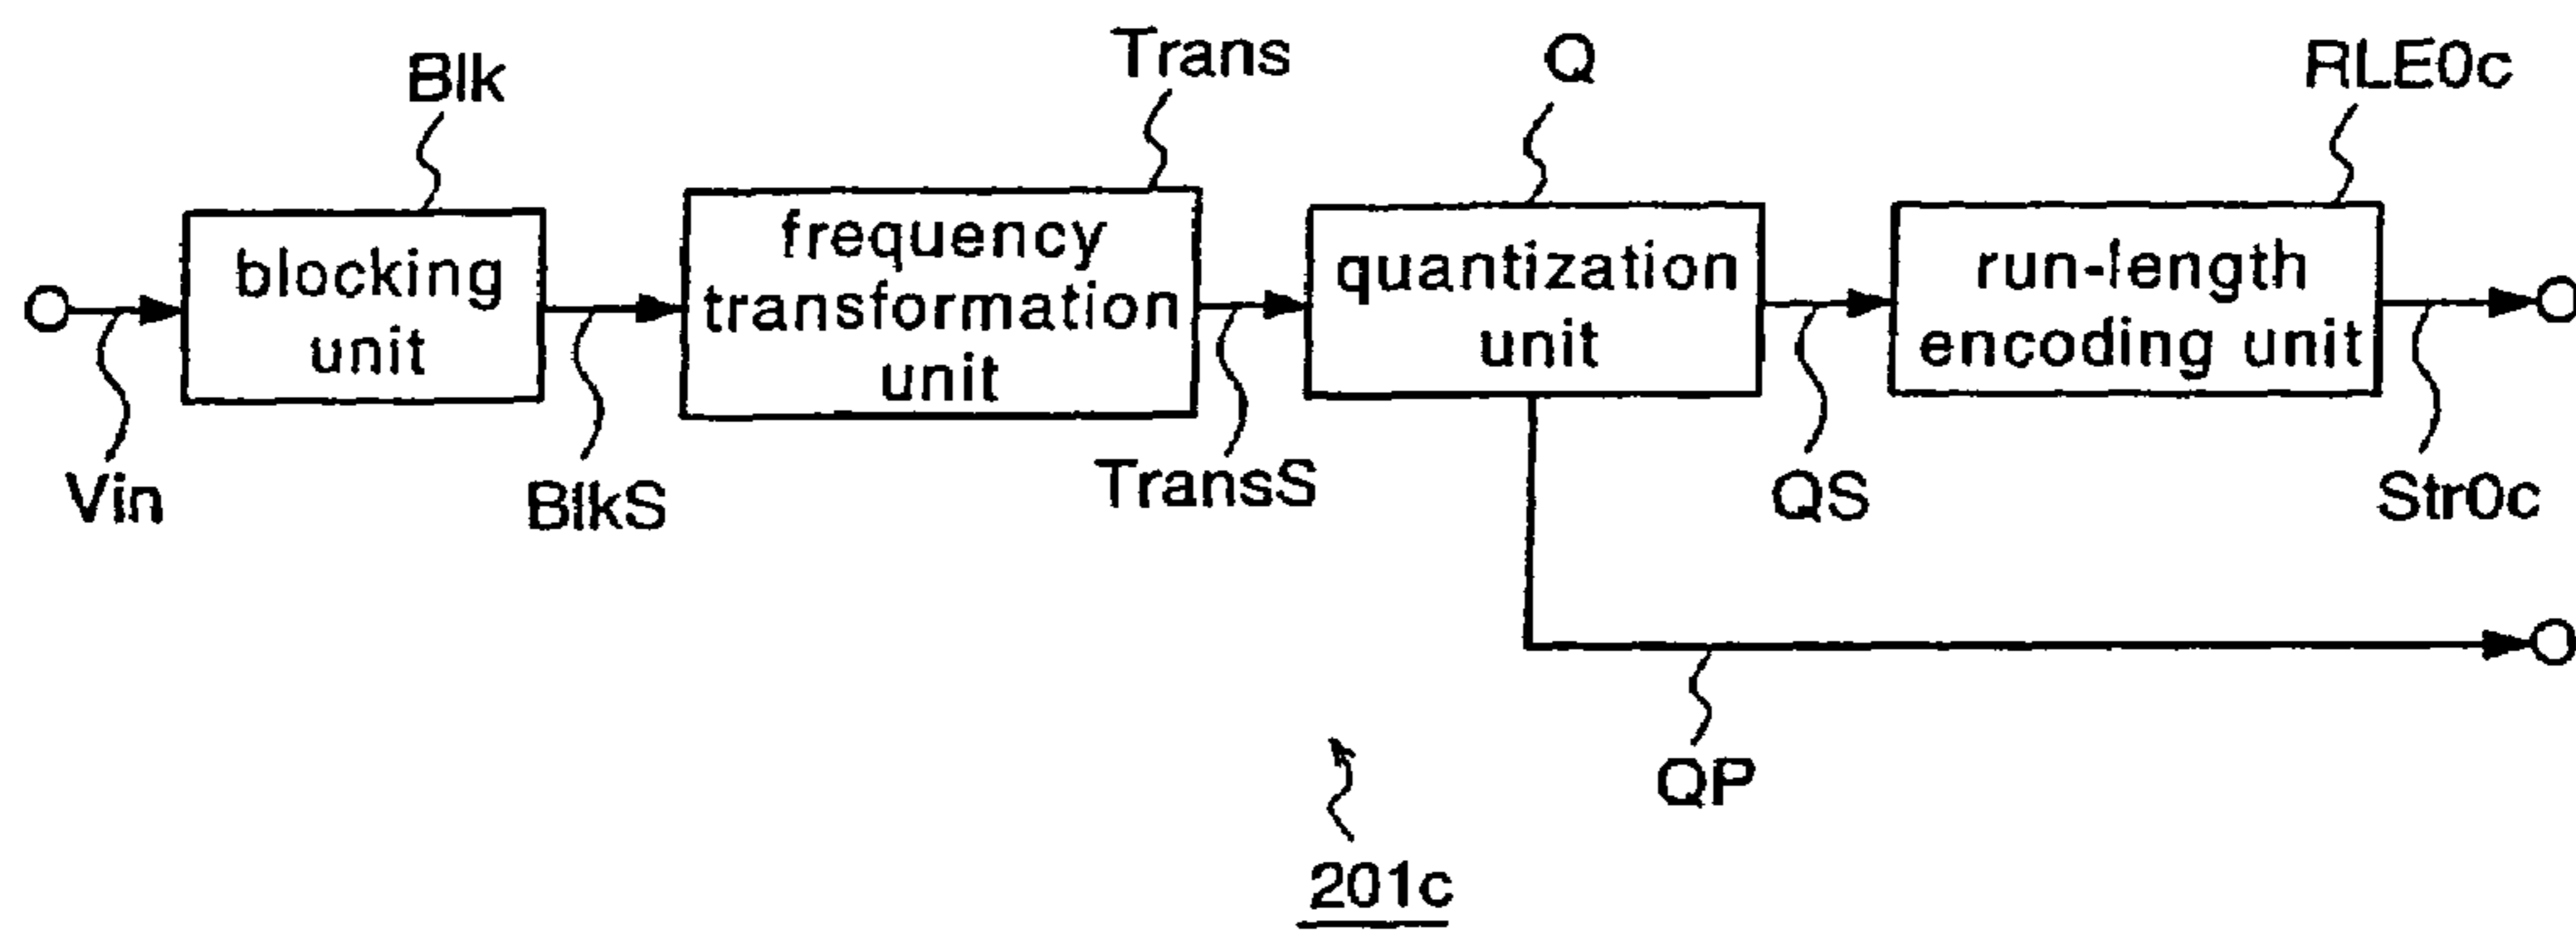 Blk
Trans
Q
RLE0c
blocking
unit
frequency
transformation
unit
quantization
unit
run-length
encoding unit
Vin
BlkS
TransS
QS
Str0c
QP
201c